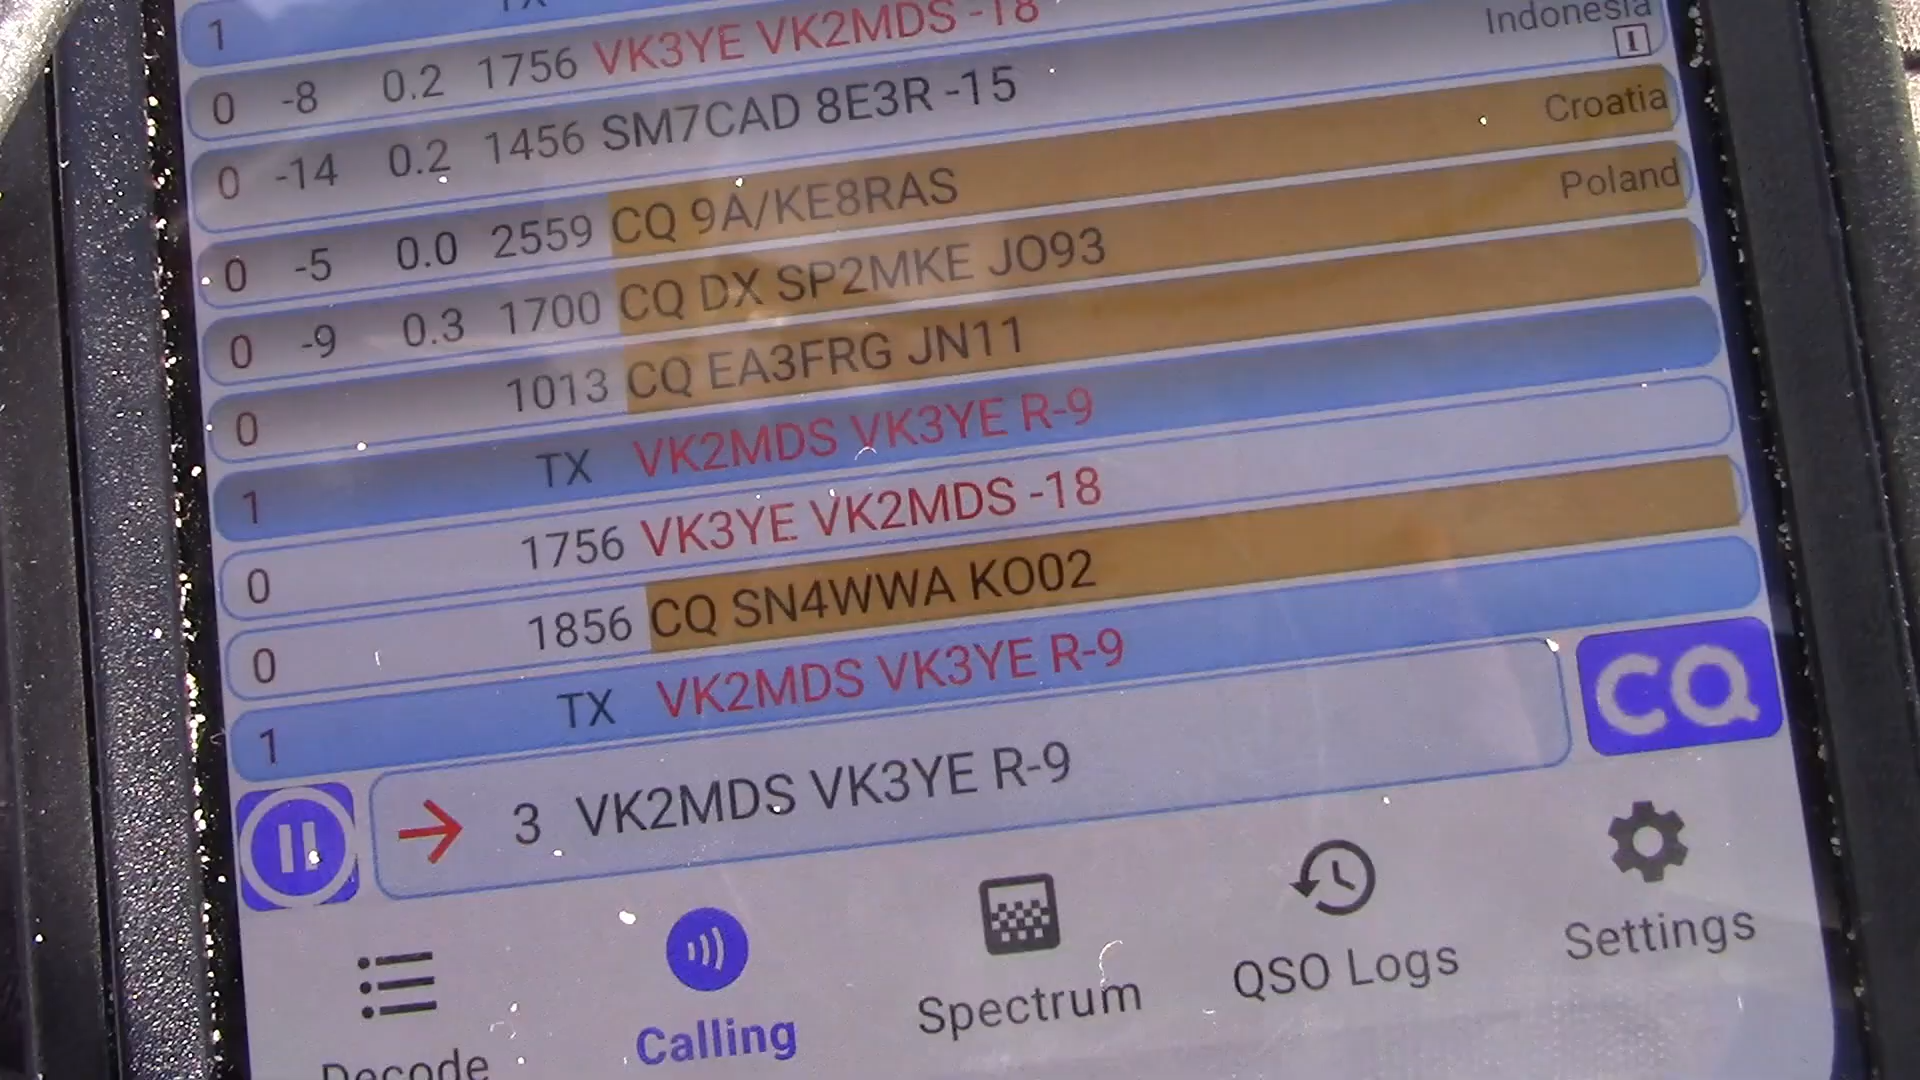 1 TX
0 -8 0.2 1756 VK3YE VK2MDS -18
Indonesia
0 -14 0.2 1456 SM7CAD 8E3R -15
I
Croatia
0 -5 0.0 2559 CQ 9A/KE8RAS
Poland
0 -9 0.3 1700 CQ DX SP2MKE JO93
0 1013 CQ EA3FRG JN11
1 TX VK2MDS VK3YE R-9
0 1756 VK3YE VK2MDS -18
0 1856 CQ SN4WWA KO02
1 TX VK2MDS VK3YE R-9
3 VK2MDS VK3YE R-9
CQ
Decode
Calling
Spectrum
QSO Logs
Settings